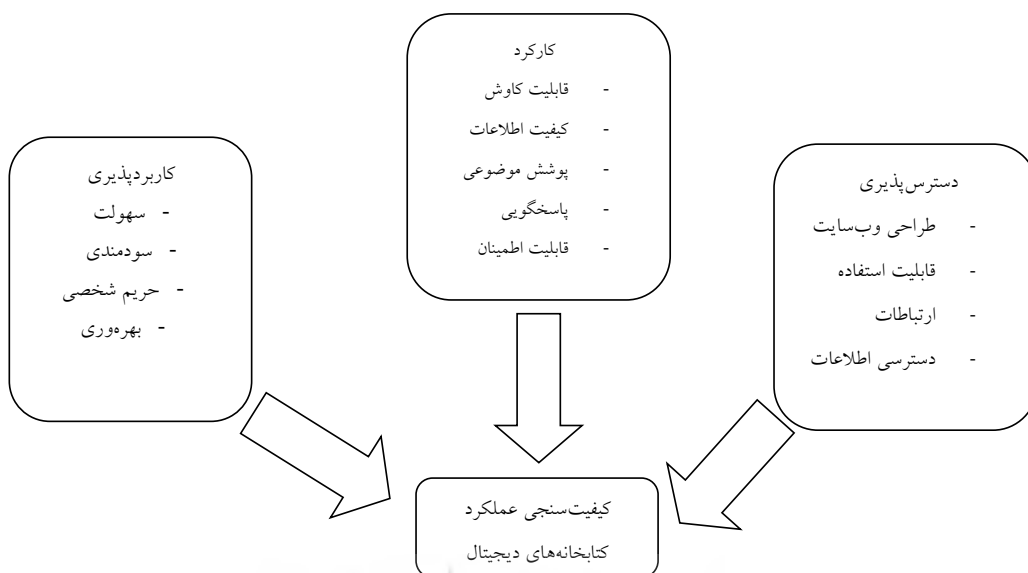 کارکرد
- قابلیت کاوش
- کیفیت اطلاعات
- پوشش موضوعی
- پاسخگویی
- قابلیت اطمینان
دسترس‌پذیری
- طراحی وب‌سایت
- قابلیت استفاده
- ارتباطات
- دسترسی اطلاعات
کاربردپذیری
- سهولت
- سودمندی
- حریم شخصی
- بهره‌وری
کیفیت‌سنجی عملکرد
کتابخانه‌های دیجیتال